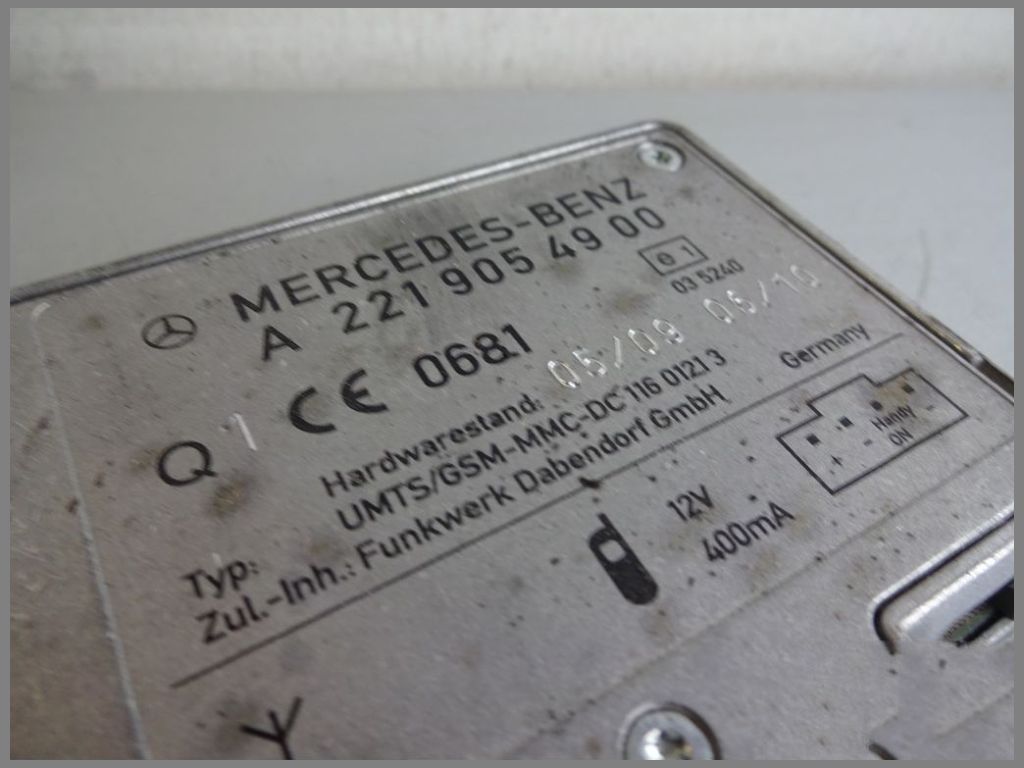 MERCEDES-BENZ
A 221 905 49 00
e 1
03 5240
CE 0681
Q 1
Hardwarestand: 05/09 05/10
Typ: UMTS/GSM-MMC-DC 116 0121 3
Zul.-Inh.: Funkwerk Dabendorf GmbH Germany
12V
400mA
- Handy -
+ ON